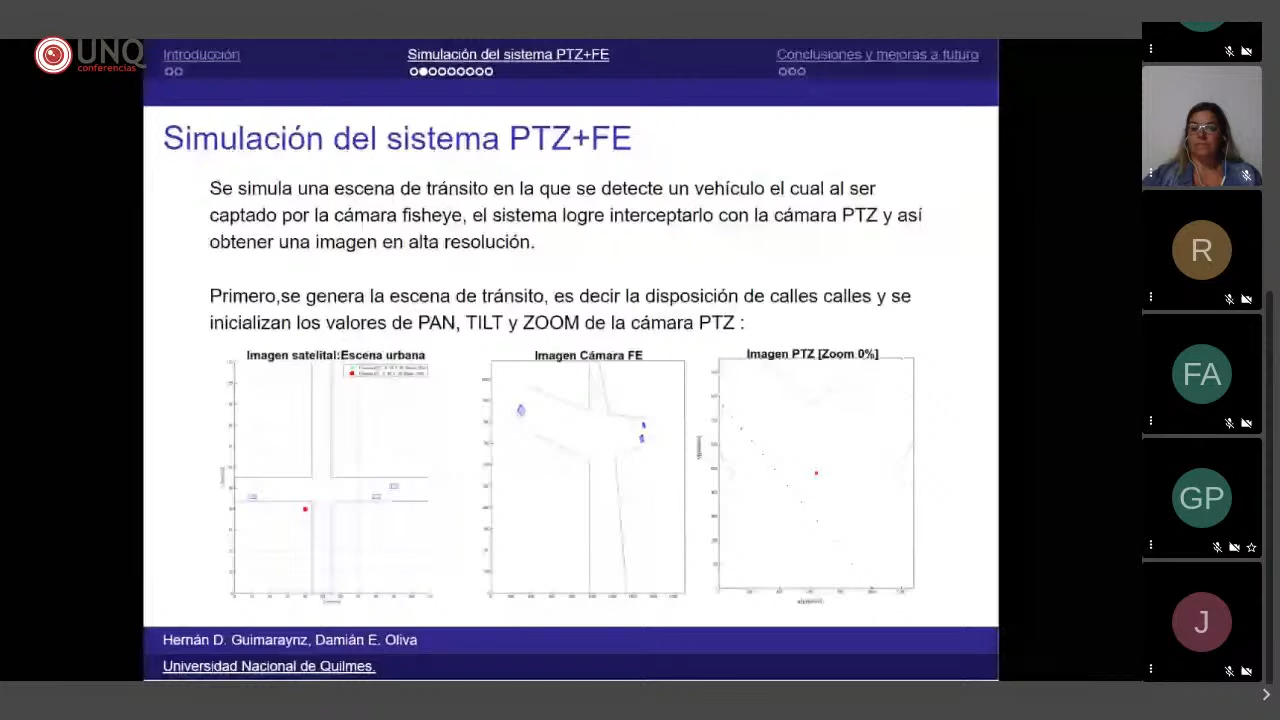 UNQ
conferencias
Introducción
Simulación del sistema PTZ+FE
Conclusiones y mejoras a futuro
Simulación del sistema PTZ+FE
Se simula una escena de tránsito en la que se detecte un vehículo el cual al ser
captado por la cámara fisheye, el sistema logre interceptarlo con la cámara PTZ y así
obtener una imagen en alta resolución.
Primero,se genera la escena de tránsito, es decir la disposición de calles calles y se
inicializan los valores de PAN, TILT y ZOOM de la cámara PTZ :
Imagen satelital:Escena urbana
Imagen Cámara FE
Imagen PTZ [Zoom 0%]
Hernán D. Guimaraynz, Damián E. Oliva
Universidad Nacional de Quilmes.
R
FA
GP
J